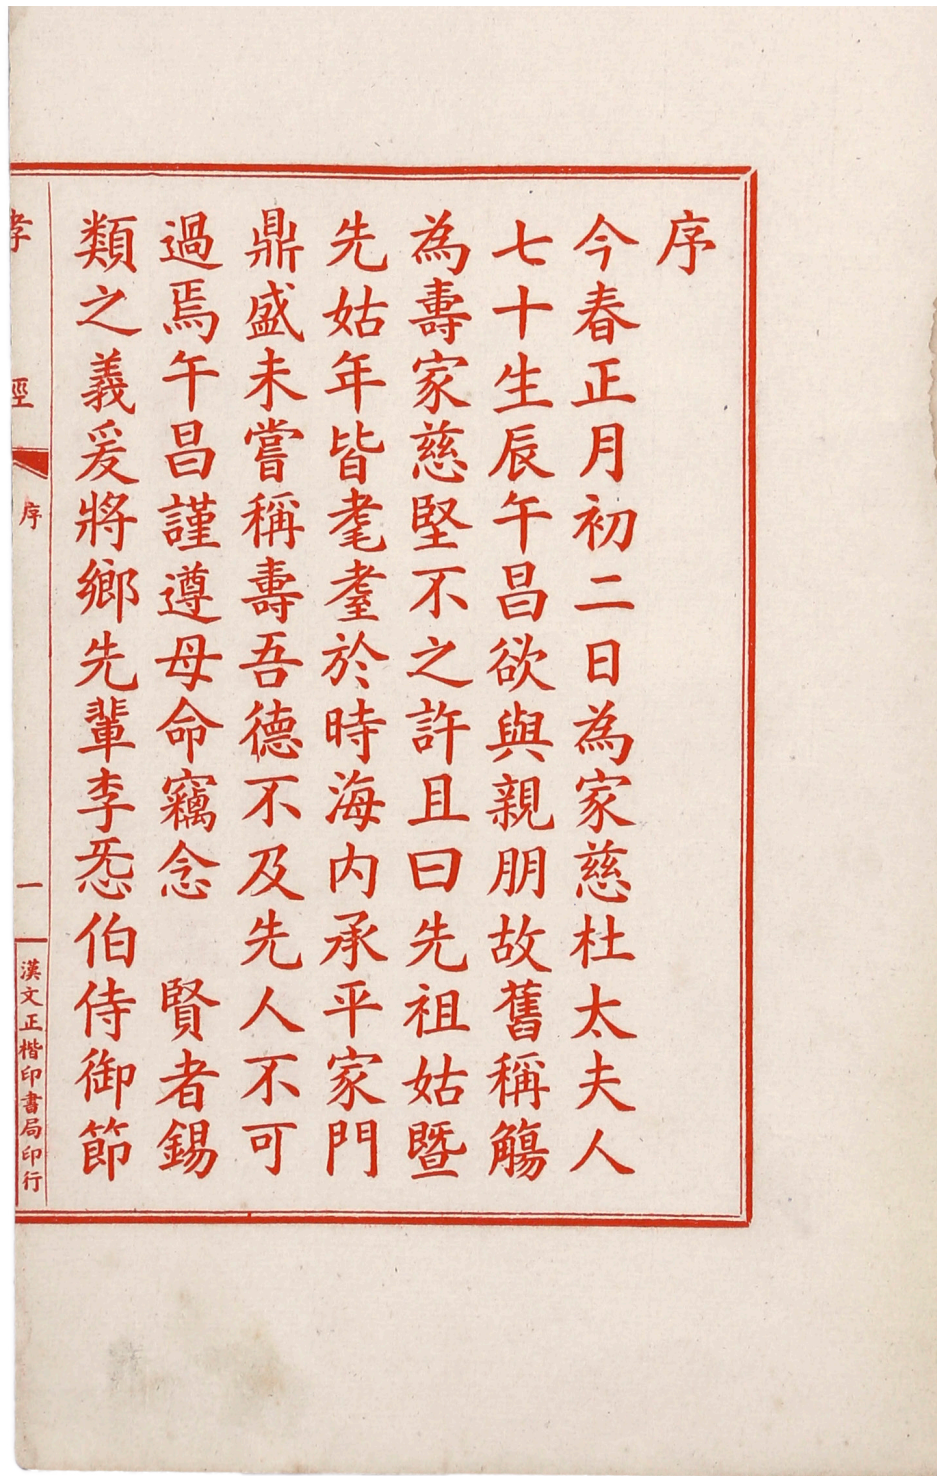 序
今春正月初二日為家慈杜太夫人
七十生辰午昌欲與親朋故舊稱觴
為壽家慈堅不之許且曰先祖姑暨
先姑年皆耄耋於時海内承平家門
鼎盛未嘗稱壽吾德不及先人不可
過焉午昌謹遵母命竊念　賢者錫
類之義爰將鄉先輩李㤅伯侍御節
孝經
序
一
漢文正楷印書局印行